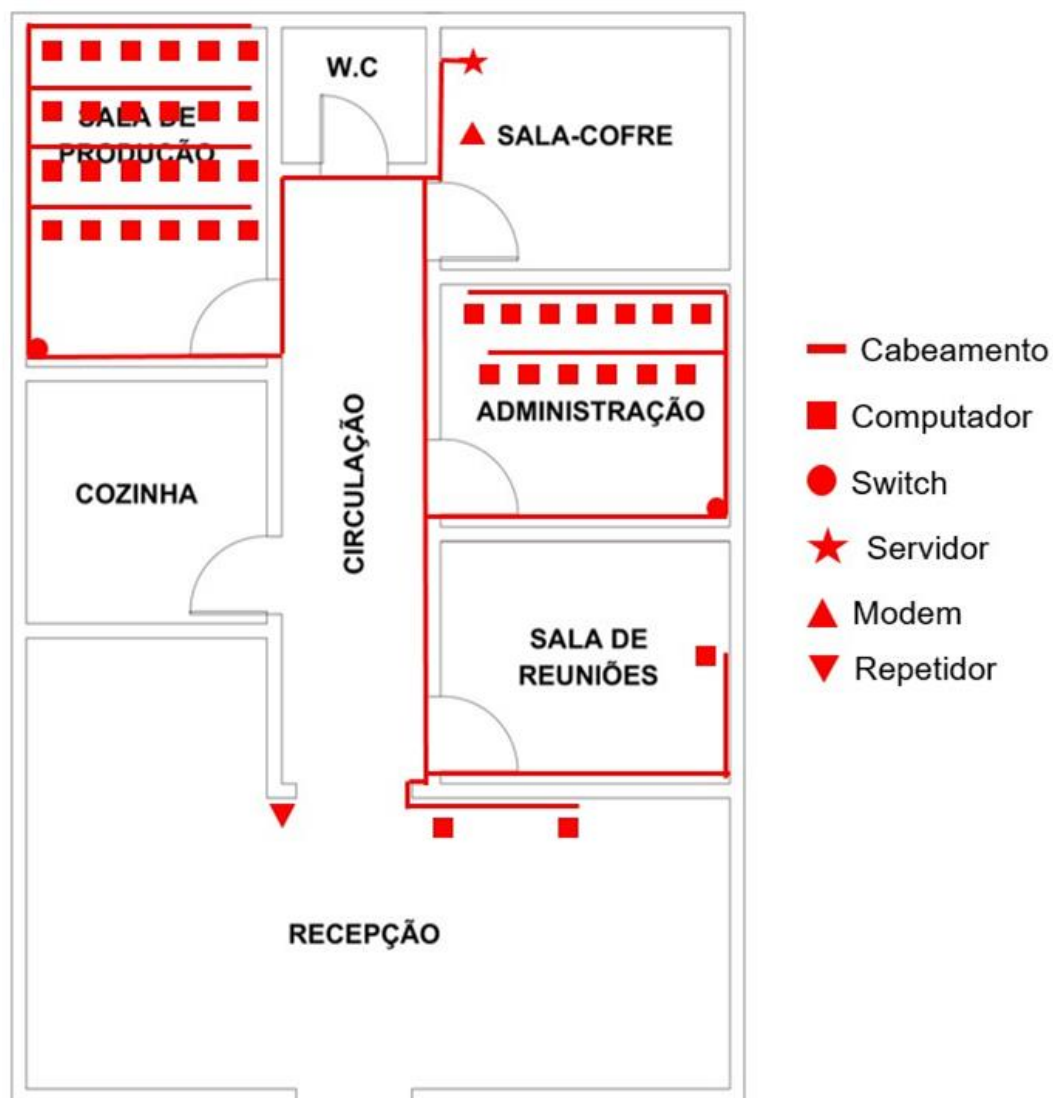 W.C
SALA DE
PRODUÇÃO
SALA-COFRE
ADMINISTRAÇÃO
CIRCULAÇÃO
COZINHA
SALA DE
REUNIÕES
RECEPÇÃO
Cabeamento
Computador
Switch
Servidor
Modem
Repetidor